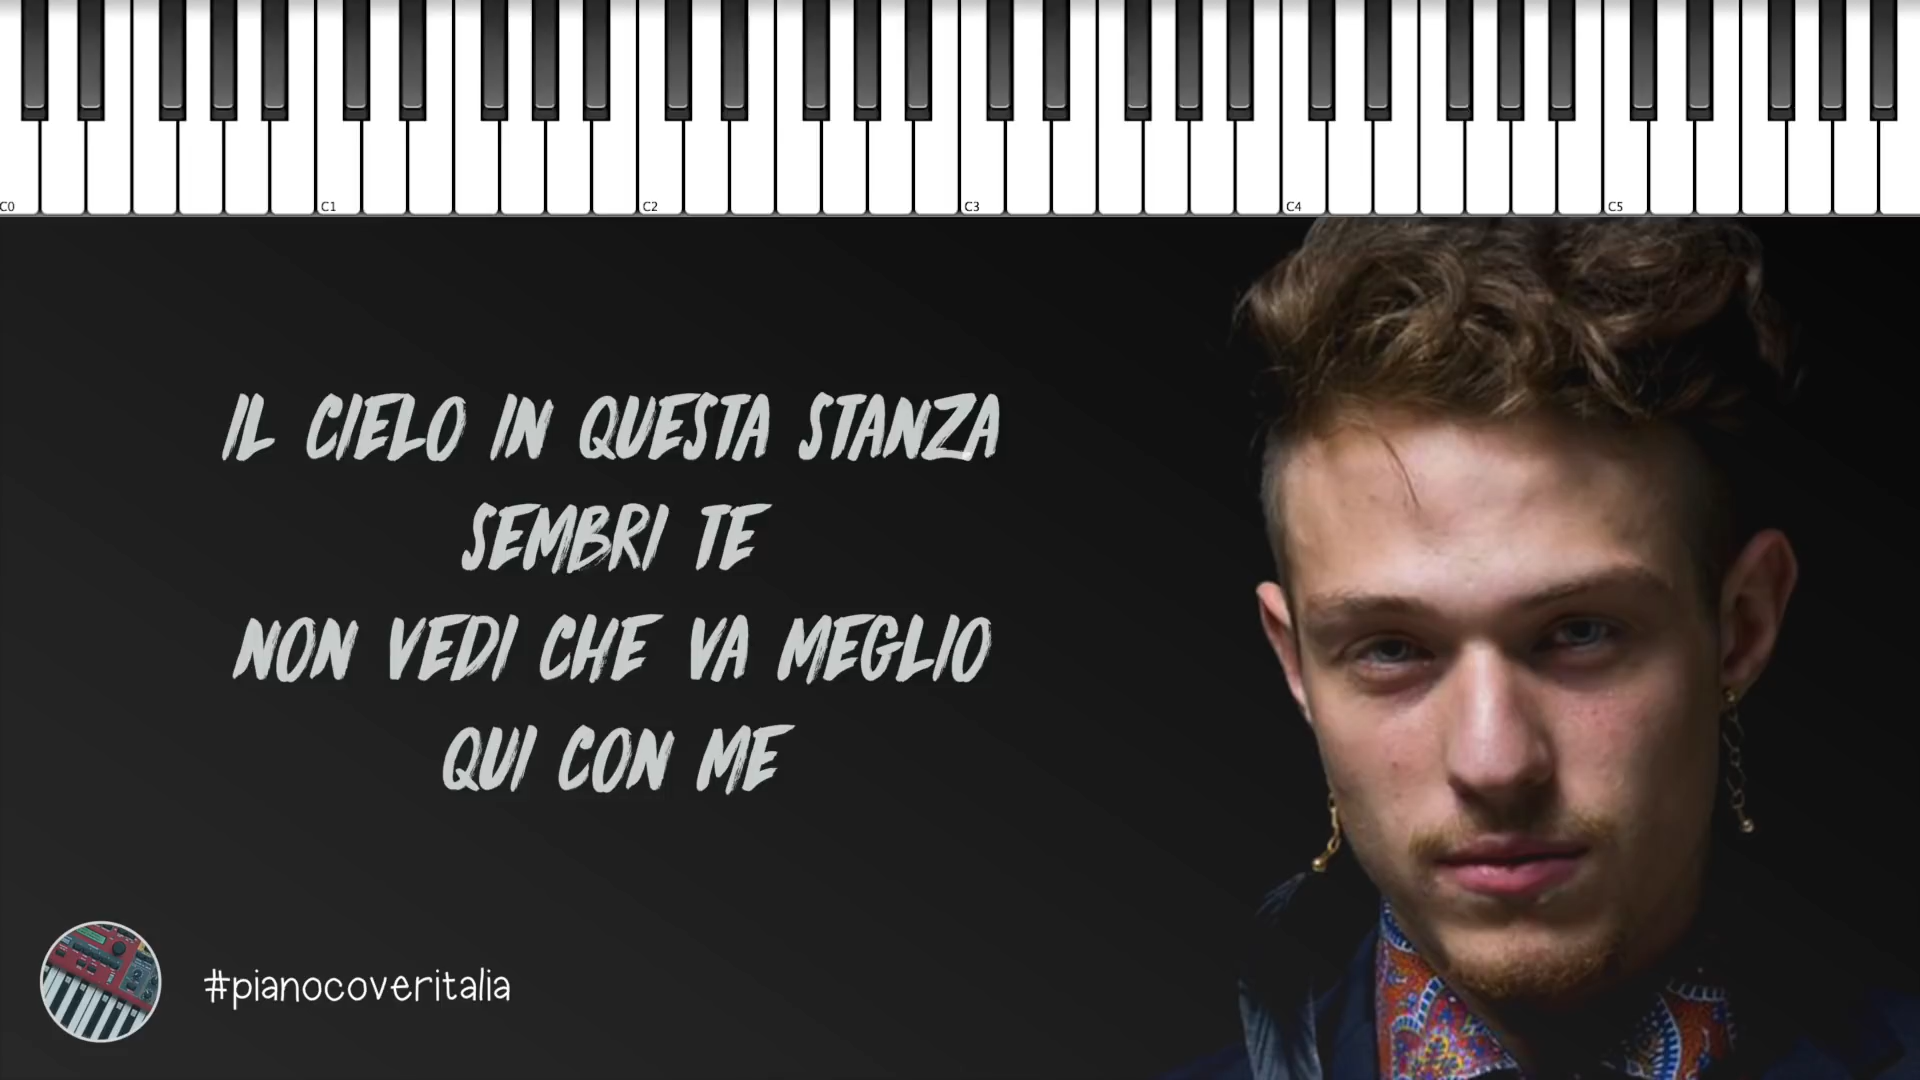 C0 C1 C2 C3 C4 C5
IL CIELO IN QUESTA STANZA
SEMBRI TE
NON VEDI CHE VA MEGLIO
QUI CON ME
#pianocoveritalia